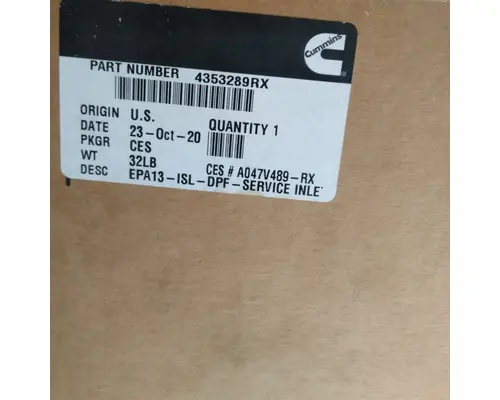 Cummins
PART NUMBER 4353289RX
ORIGIN U.S.
DATE 23-Oct-20 QUANTITY 1
PKGR CES
WT 32LB CES # A047V489-RX
DESC EPA13-ISL-DPF-SERVICE INLE